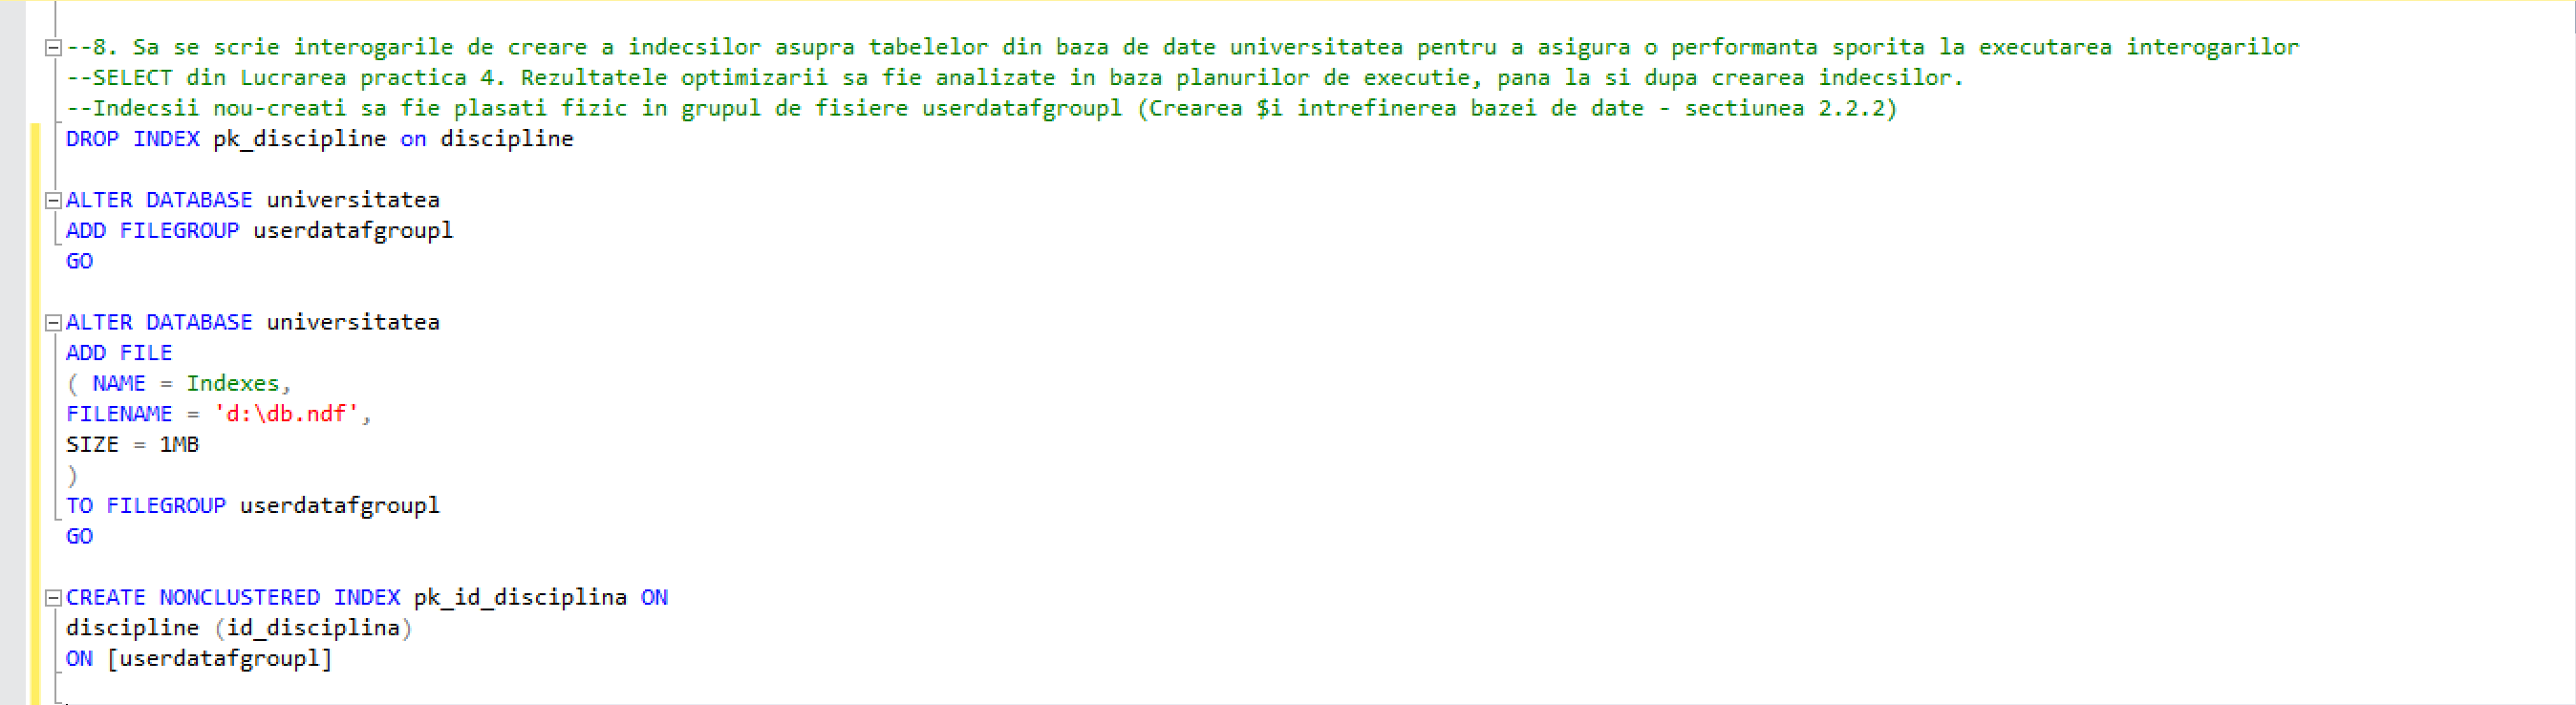 --8. Sa se scrie interogarile de creare a indecsilor asupra tabelelor din baza de date universitatea pentru a asigura o performanta sporita la executarea interogarilor
--SELECT din Lucrarea practica 4. Rezultatele optimizarii sa fie analizate in baza planurilor de executie, pana la si dupa crearea indecsilor.
--Indecsii nou-creati sa fie plasati fizic in grupul de fisiere userdatafgroupl (Crearea $i intrefinerea bazei de date - sectiunea 2.2.2)
DROP INDEX pk_discipline on discipline
ALTER DATABASE universitatea
ADD FILEGROUP userdatafgroupl
GO
ALTER DATABASE universitatea
ADD FILE
( NAME = Indexes,
FILENAME = 'd:\db.ndf',
SIZE = 1MB
)
TO FILEGROUP userdatafgroupl
GO
CREATE NONCLUSTERED INDEX pk_id_disciplina ON
discipline (id_disciplina)
ON [userdatafgroupl]